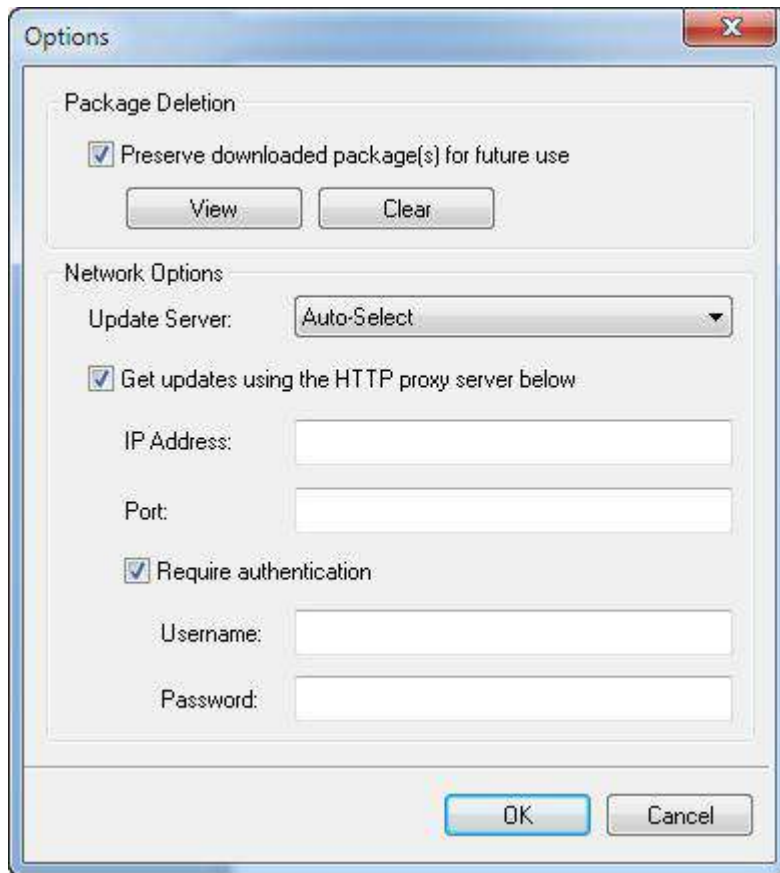 Options
Package Deletion
Preserve downloaded package(s) for future use
View Clear
Network Options
Update Server: Auto-Select
Get updates using the HTTP proxy server below
IP Address:
Port:
Require authentication
Username:
Password:
OK Cancel